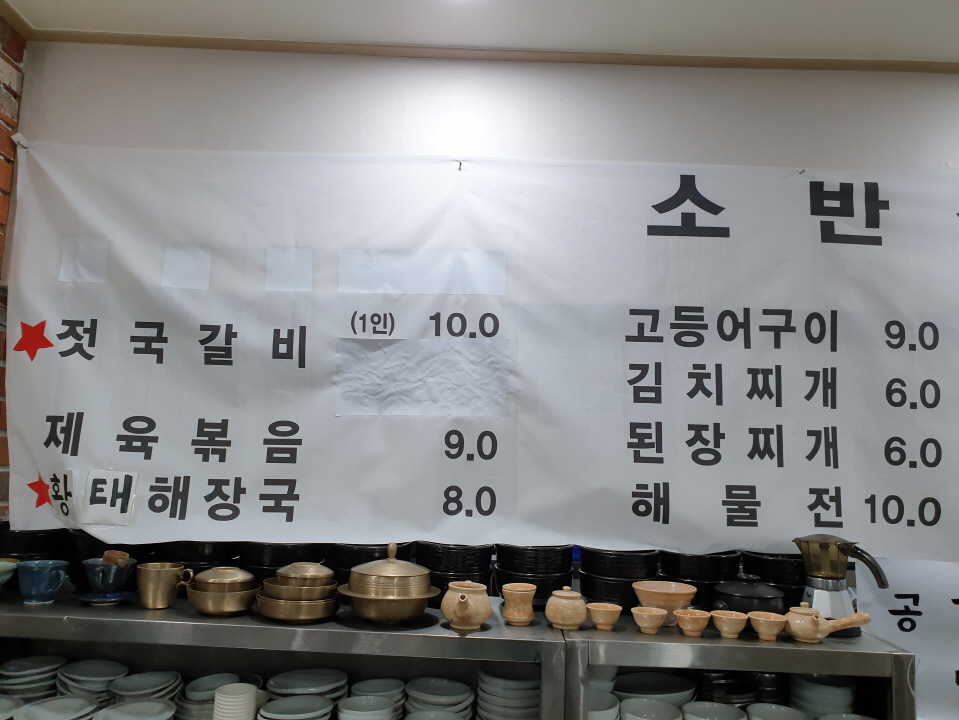 소 반
젓 국 갈 비 (1인) 10.0
제 육 볶 음 9.0
황 태 해 장 국 8.0
고등어구이 9.0
김 치 찌 개 6.0
된 장 찌 개 6.0
해 물 전 10.0
공